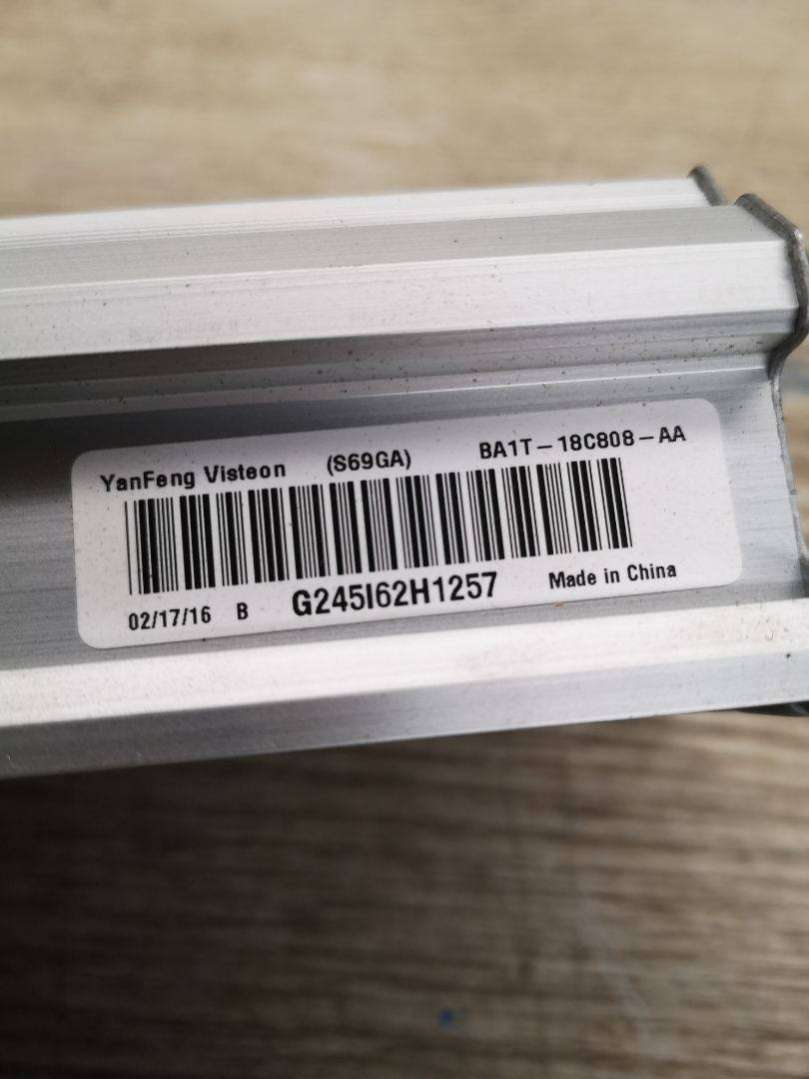 YanFeng Visteon (S69GA) BA1T-18C808-AA
02/17/16 B G245I62H1257 Made in China